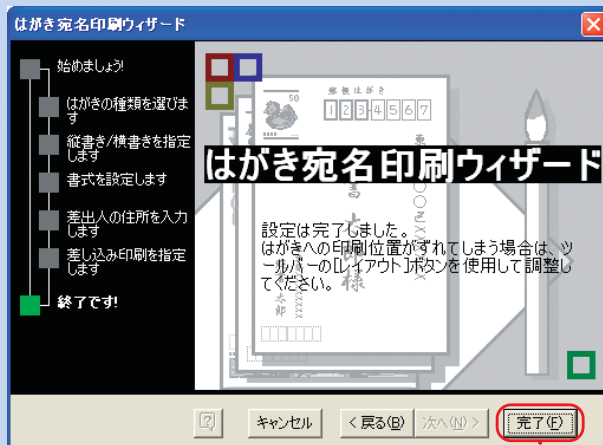 はがき宛名印刷ウィザード
始めましょう!
はがきの種類を選びま
す
縦書き/横書きを指定
します
書式を設定します
差出人の住所を入力
します
差し込み印刷を指定
します
終了です!
郵便はがき
50
1234567
はがき宛名印刷ウィザード
設定は完了しました。
はがきへの印刷位置がずれてしまう場合は、ツ
ールバーの[レイアウト]ボタンを使用して調整し
てください。
様
太郎
キャンセル
< 戻る(B)
次へ(N) >
完了(F)